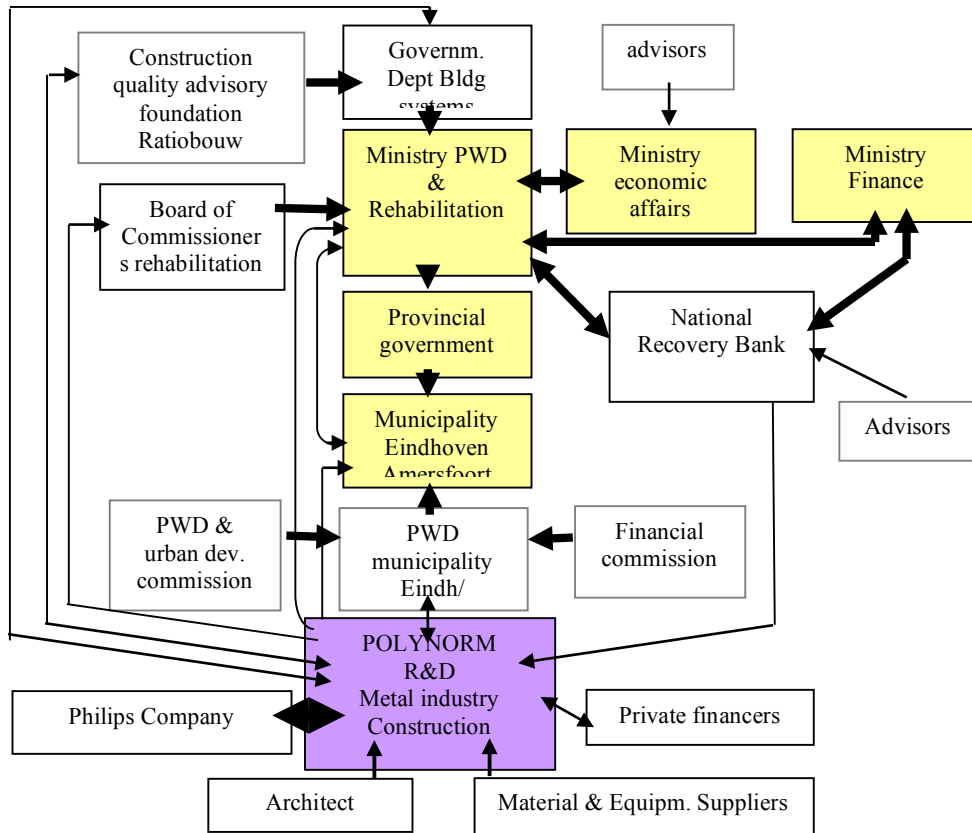 Construction
quality advisory
foundation
Ratiobouw
Governm.
Dept Bldg
systems
advisors
Ministry PWD
&
Rehabilitation
Ministry
economic
affairs
Ministry
Finance
Board of
Commissioner
s rehabilitation
Provincial
government
National
Recovery Bank
Municipality
Eindhoven
Amersfoort
Advisors
PWD &
urban dev.
commission
PWD
municipality
Eindh/
Financial
commission
POLYNORM
R&D
Metal industry
Construction
Philips Company
Private financers
Architect
Material & Equipm. Suppliers